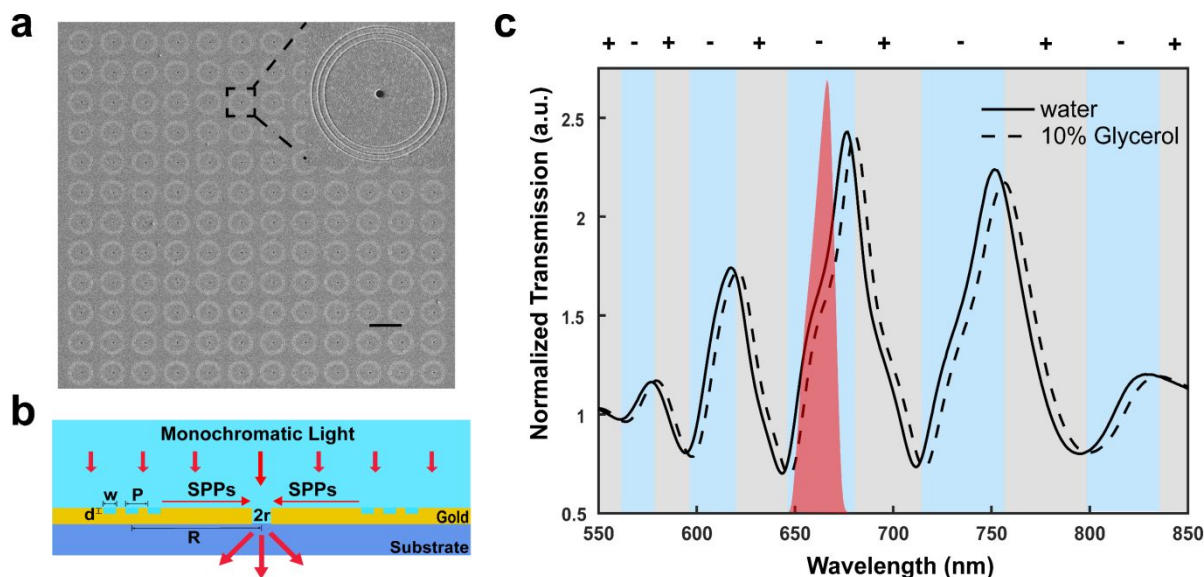 a
b
Monochromatic Light
w
P
SPPs
SPPs
d
2r
Gold
R
Substrate
c
+ - + - + - + - + - +
water
10% Glycerol
Normalized Transmission (a.u.)
2.5
2
1.5
1
0.5
550 600 650 700 750 800 850
Wavelength (nm)